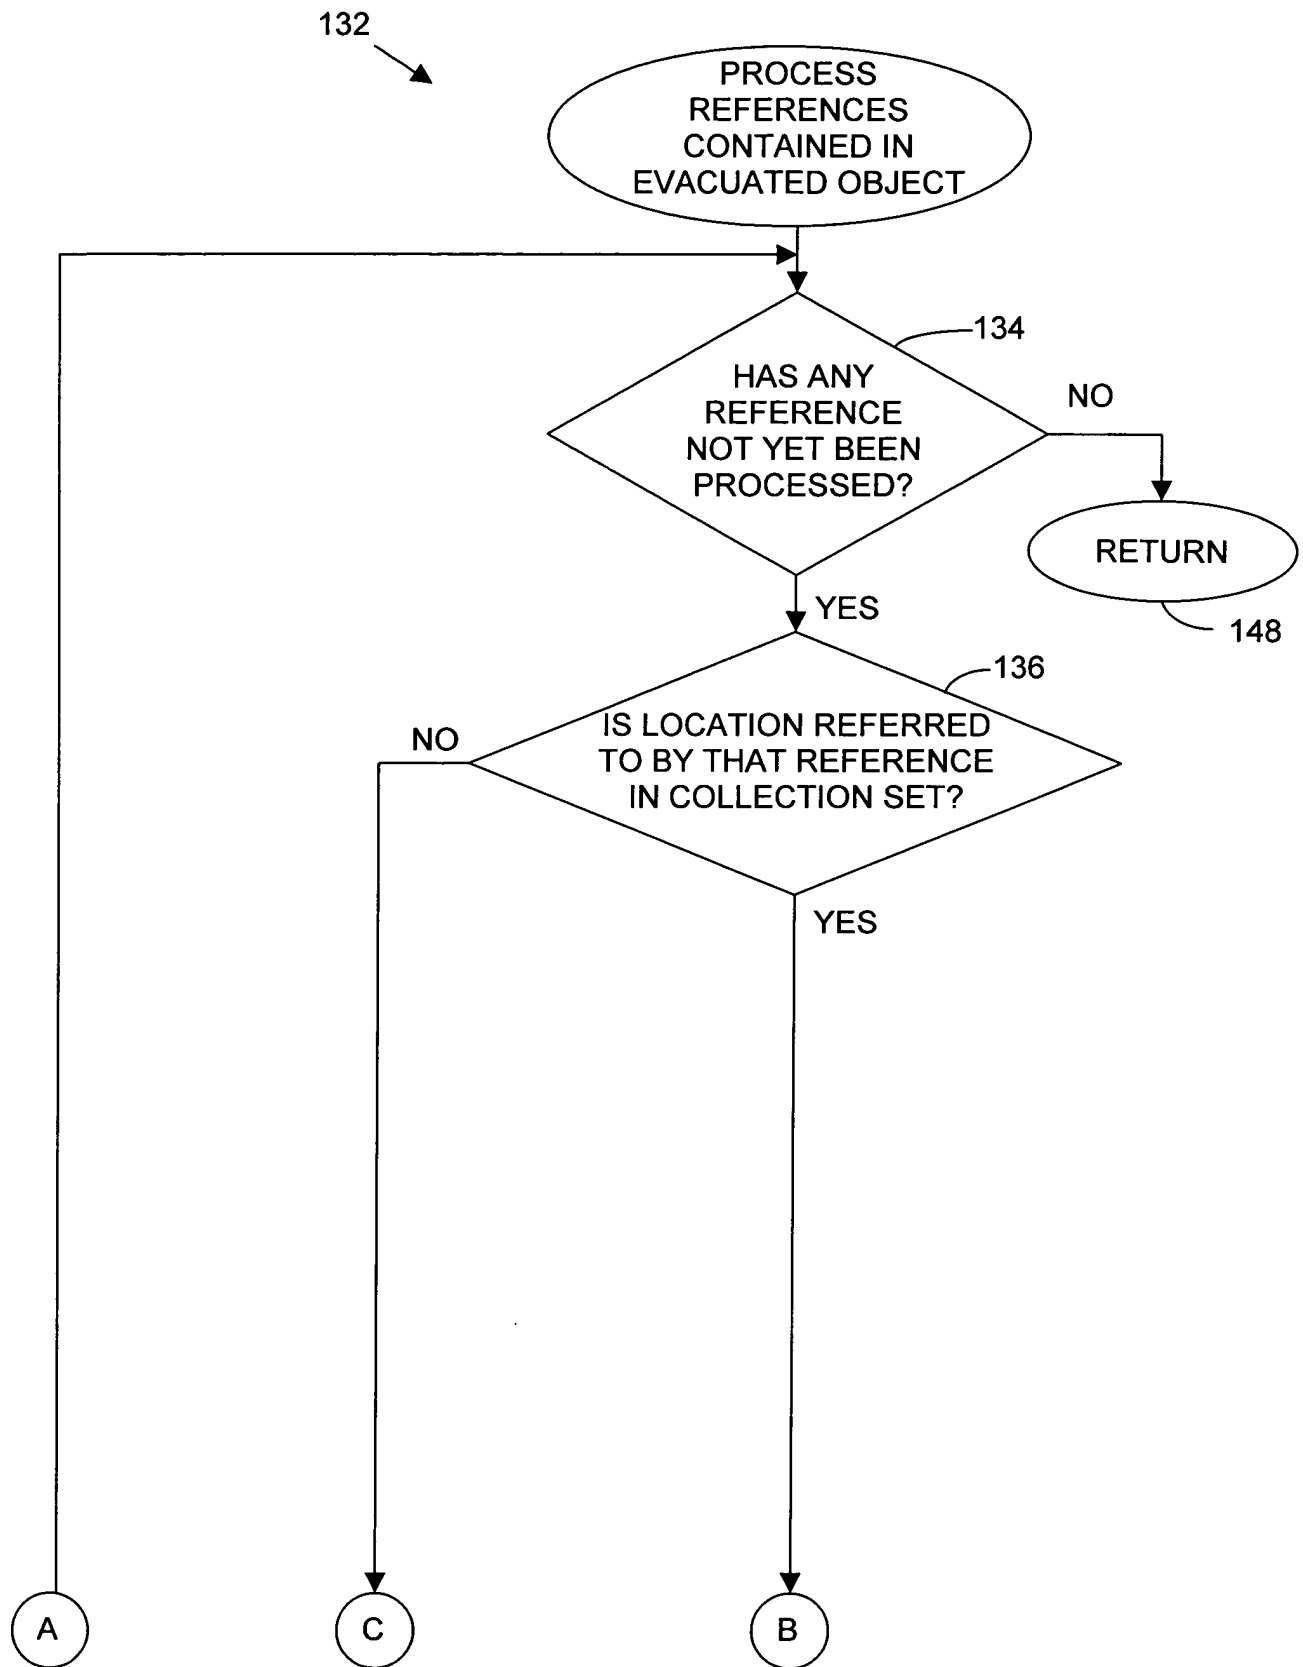 132
PROCESS
REFERENCES
CONTAINED IN
EVACUATED OBJECT
134
HAS ANY
REFERENCE
NOT YET BEEN
PROCESSED?
NO
RETURN
148
YES
136
IS LOCATION REFERRED
TO BY THAT REFERENCE
IN COLLECTION SET?
NO
YES
A
C
B